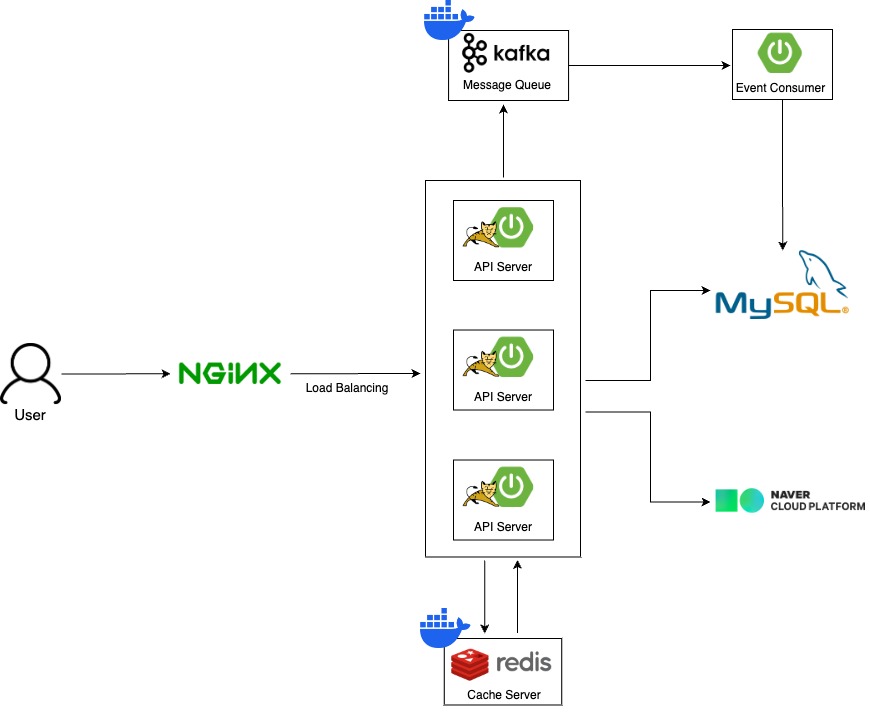 kafka
Message Queue
Event Consumer
API Server
MySQL®
API Server
User
NGiNX
Load Balancing
API Server
NAVER
CLOUD PLATFORM
redis
Cache Server